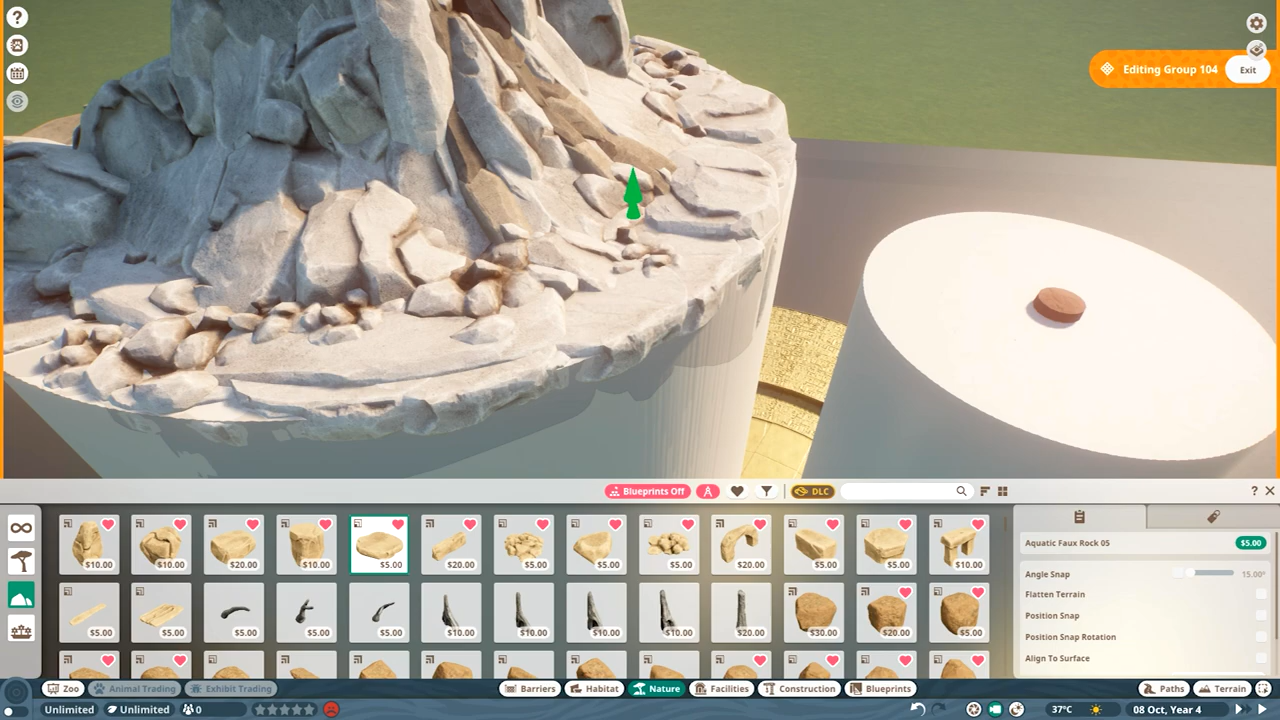 ?
Editing Group 104
Exit
Blueprints Off
DLC
?
$10.00
$10.00
$20.00
$10.00
$5.00
$20.00
$5.00
$5.00
$5.00
$20.00
$5.00
$5.00
$10.00
$5.00
$5.00
$5.00
$5.00
$5.00
$10.00
$10.00
$10.00
$10.00
$20.00
$30.00
$20.00
$5.00
Aquatic Faux Rock 05
$5.00
Angle Snap
15.00°
Flatten Terrain
Position Snap
Position Snap Rotation
Align To Surface
Zoo
Animal Trading
Exhibit Trading
Barriers
Habitat
Nature
Facilities
Construction
Blueprints
Paths
Terrain
Unlimited
Unlimited
0
37°C
08 Oct, Year 4